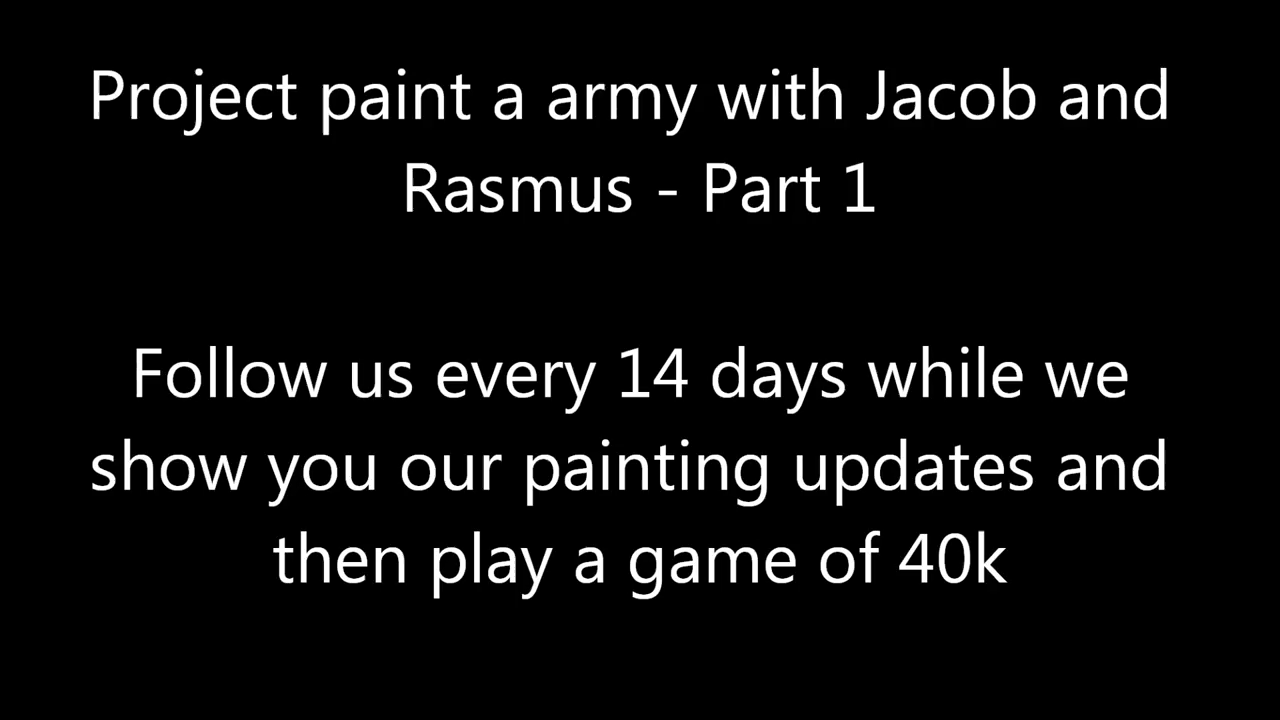 Project paint a army with Jacob and
Rasmus - Part 1
Follow us every 14 days while we
show you our painting updates and
then play a game of 40k